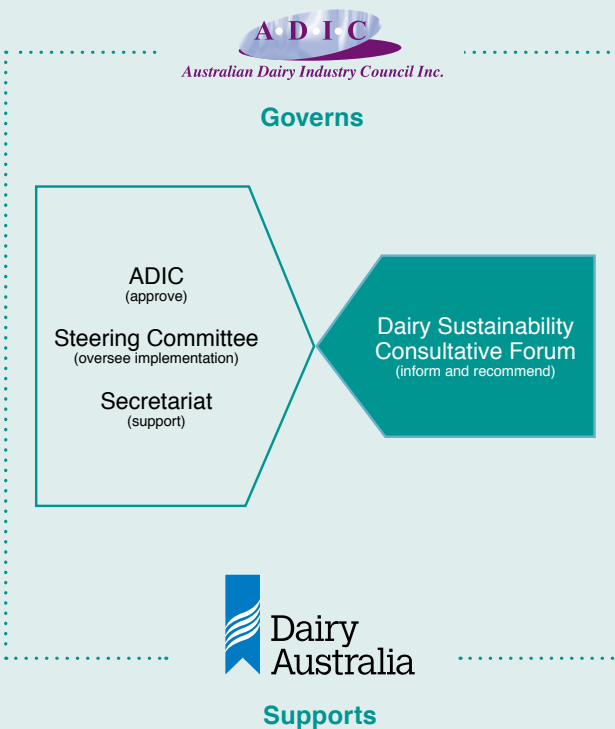 A·D·I·C
Australian Dairy Industry Council Inc.
Governs
ADIC
(approve)
Steering Committee
(oversee implementation)
Secretariat
(support)
Dairy Sustainability
Consultative Forum
(inform and recommend)
Dairy
Australia
Supports